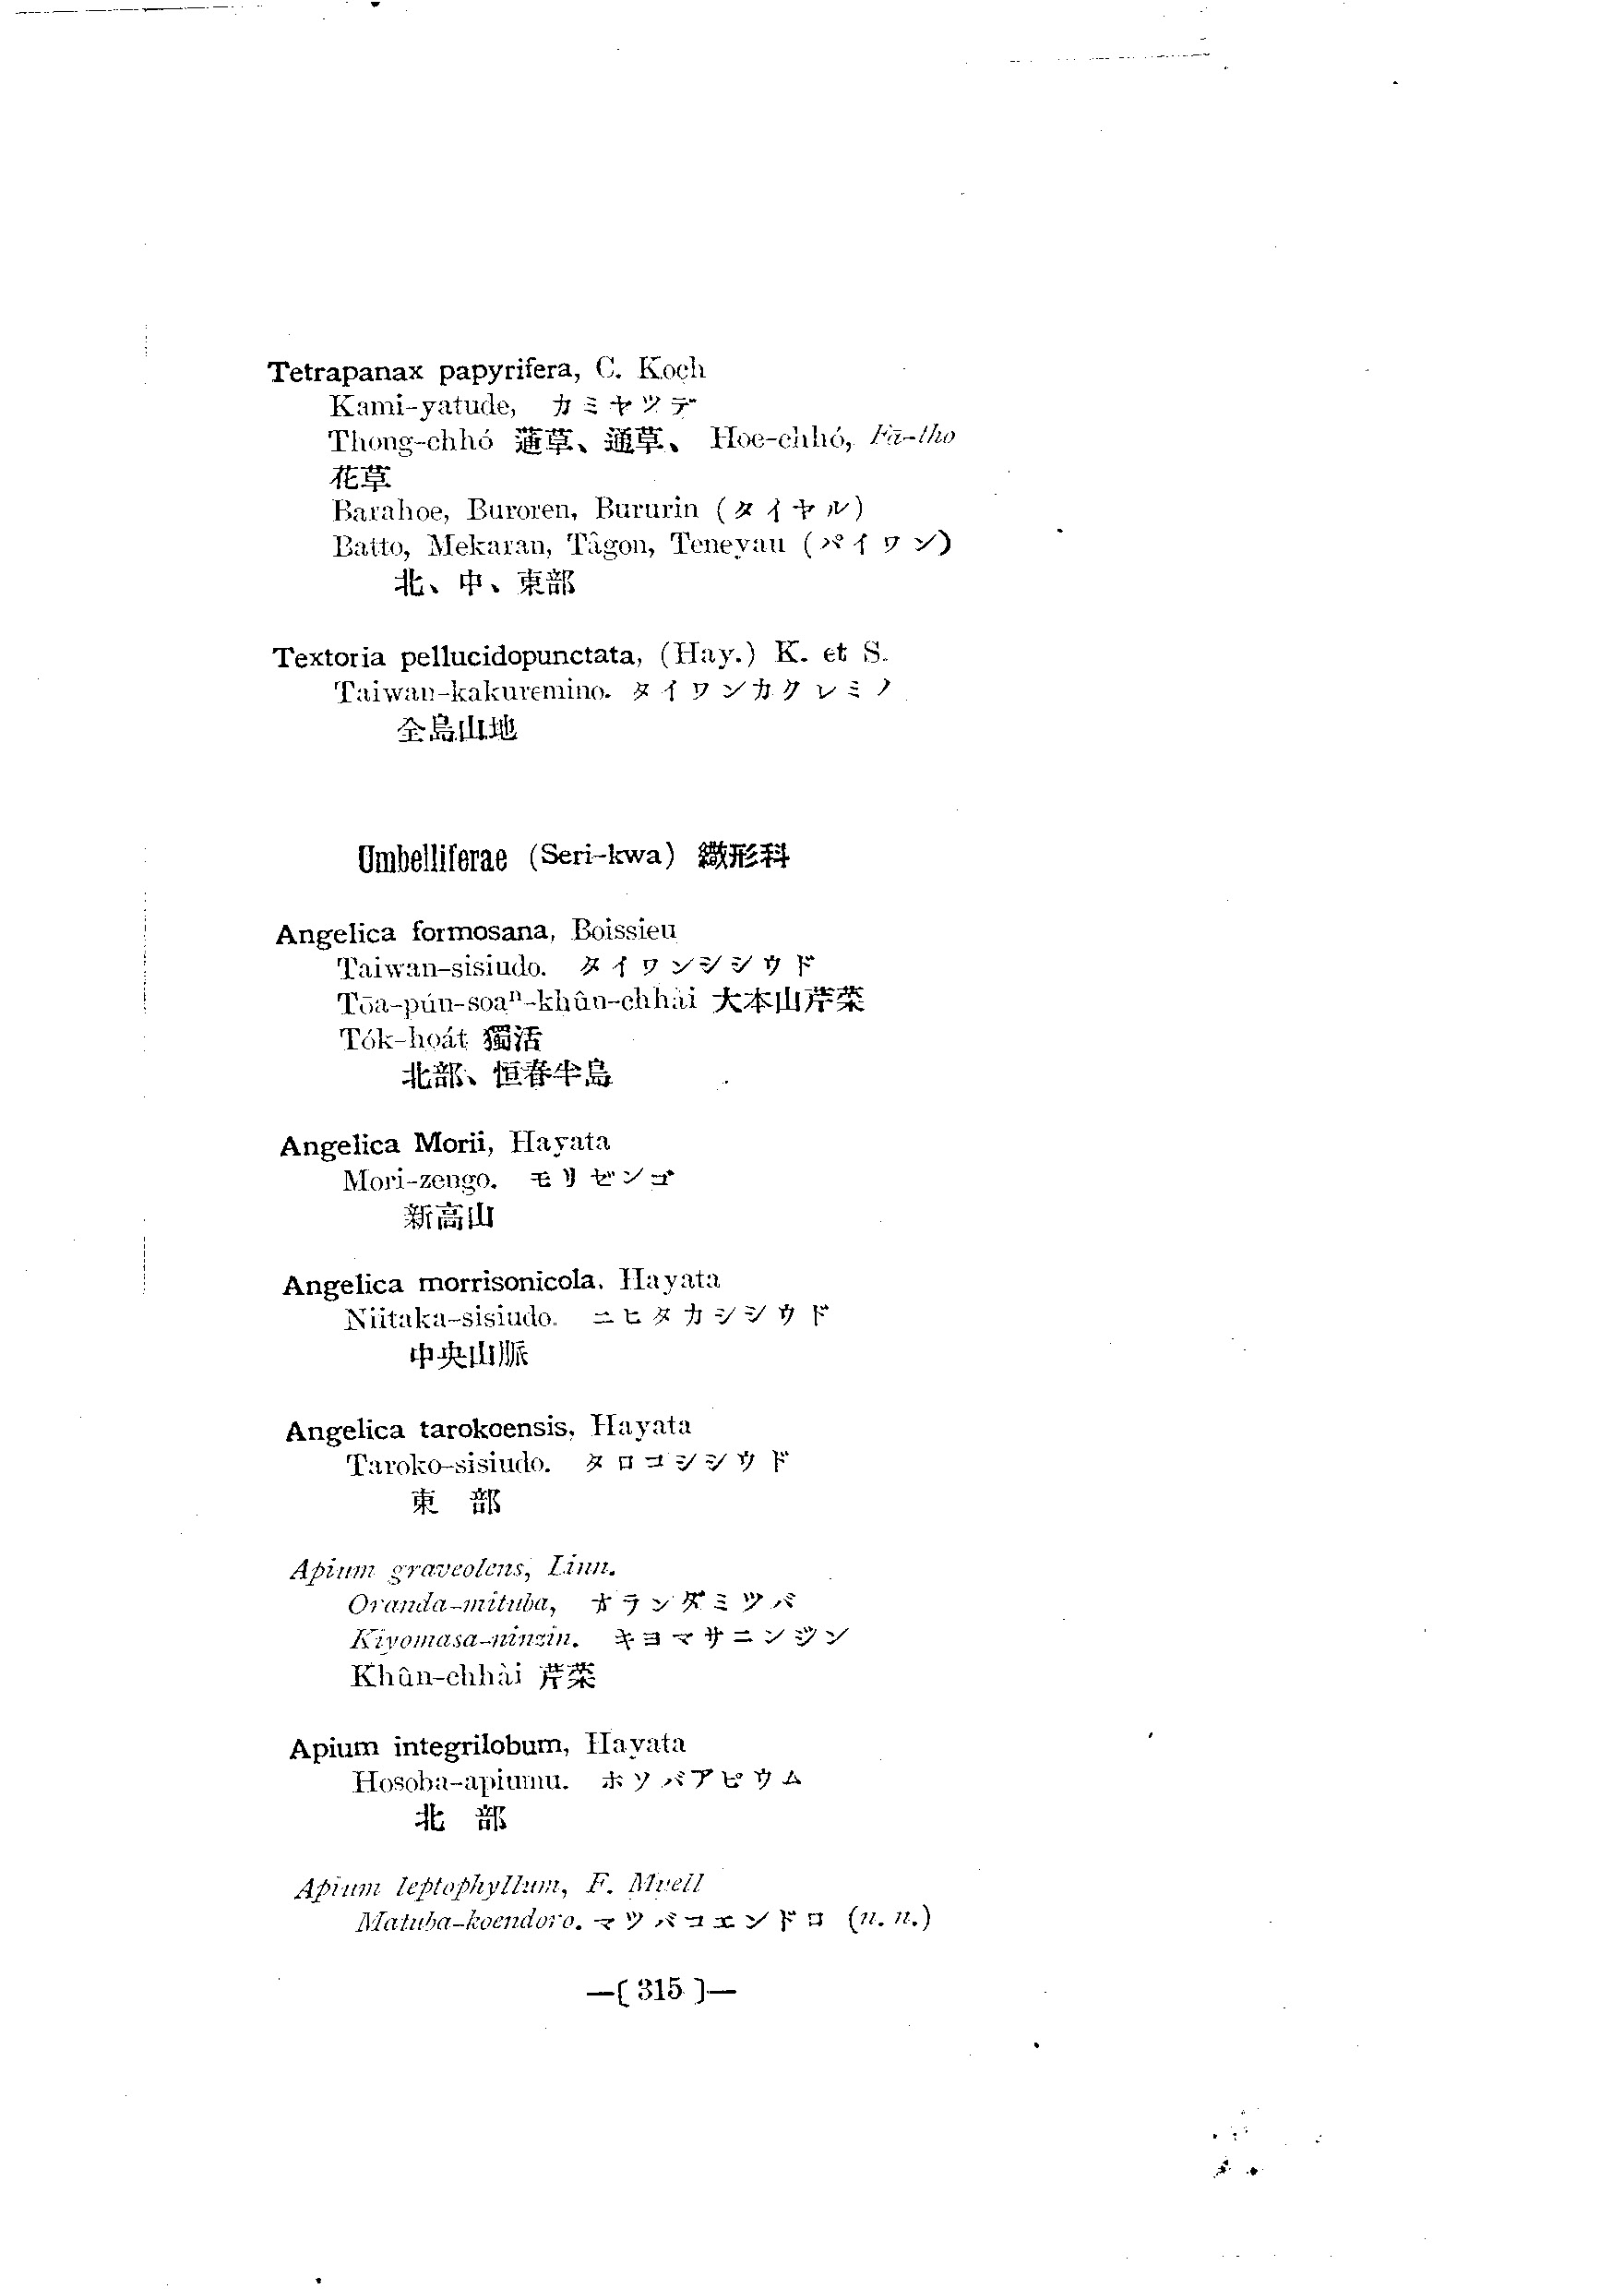 Tetrapanax papyrifera, C. Koch
Kami-yatude, カミヤツデ
Thong-chhó 蓪草、通草、 Hoe-chhó, Fā-tho
花草
Barahoe, Buroren, Bururin (タイヤル)
Batto, Mekaran, Tâgon, Teneyau (パイワン)
北、中、東部
Textoria pellucidopunctata, (Hay.) K. et S.
Taiwan-kakuremino. タイワンカクレミノ
全島山地
Umbelliferae (Seri-kwa) 繖形科
Angelica formosana, Boissieu
Taiwan-sisiudo. タイワンシシウド
Tōa-pún-soaⁿ-khûn-chhài 大本山芹菜
Tók-hoát 獨活
北部、恒春半島
Angelica Morii, Hayata
Mori-zengo. モリゼンゴ
新高山
Angelica morrisonicola, Hayata
Niitaka-sisiudo. ニヒタカシシウド
中央山脈
Angelica tarokoensis, Hayata
Taroko-sisiudo. タロコシシウド
東 部
Apium graveolens, Linn.
Oranda-mituba, オランダミツバ
Kiyomasa-ninzin. キヨマサニンジン
Khûn-chhài 芹菜
Apium integrilobum, Hayata
Hosoba-apiumu. ホソバアピウム
北 部
Apium leptophyllum, F. Muell
Matuba-koendoro. マツバコエンドロ (n. n.)
—( 315 )—